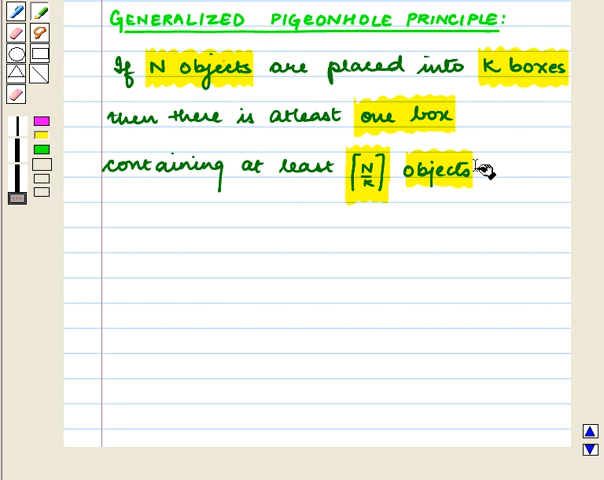 GENERALIZED PIGEONHOLE PRINCIPLE:
If N objects are placed into K boxes
then there is atleast one box
containing at least ⌈N/K⌉ objects